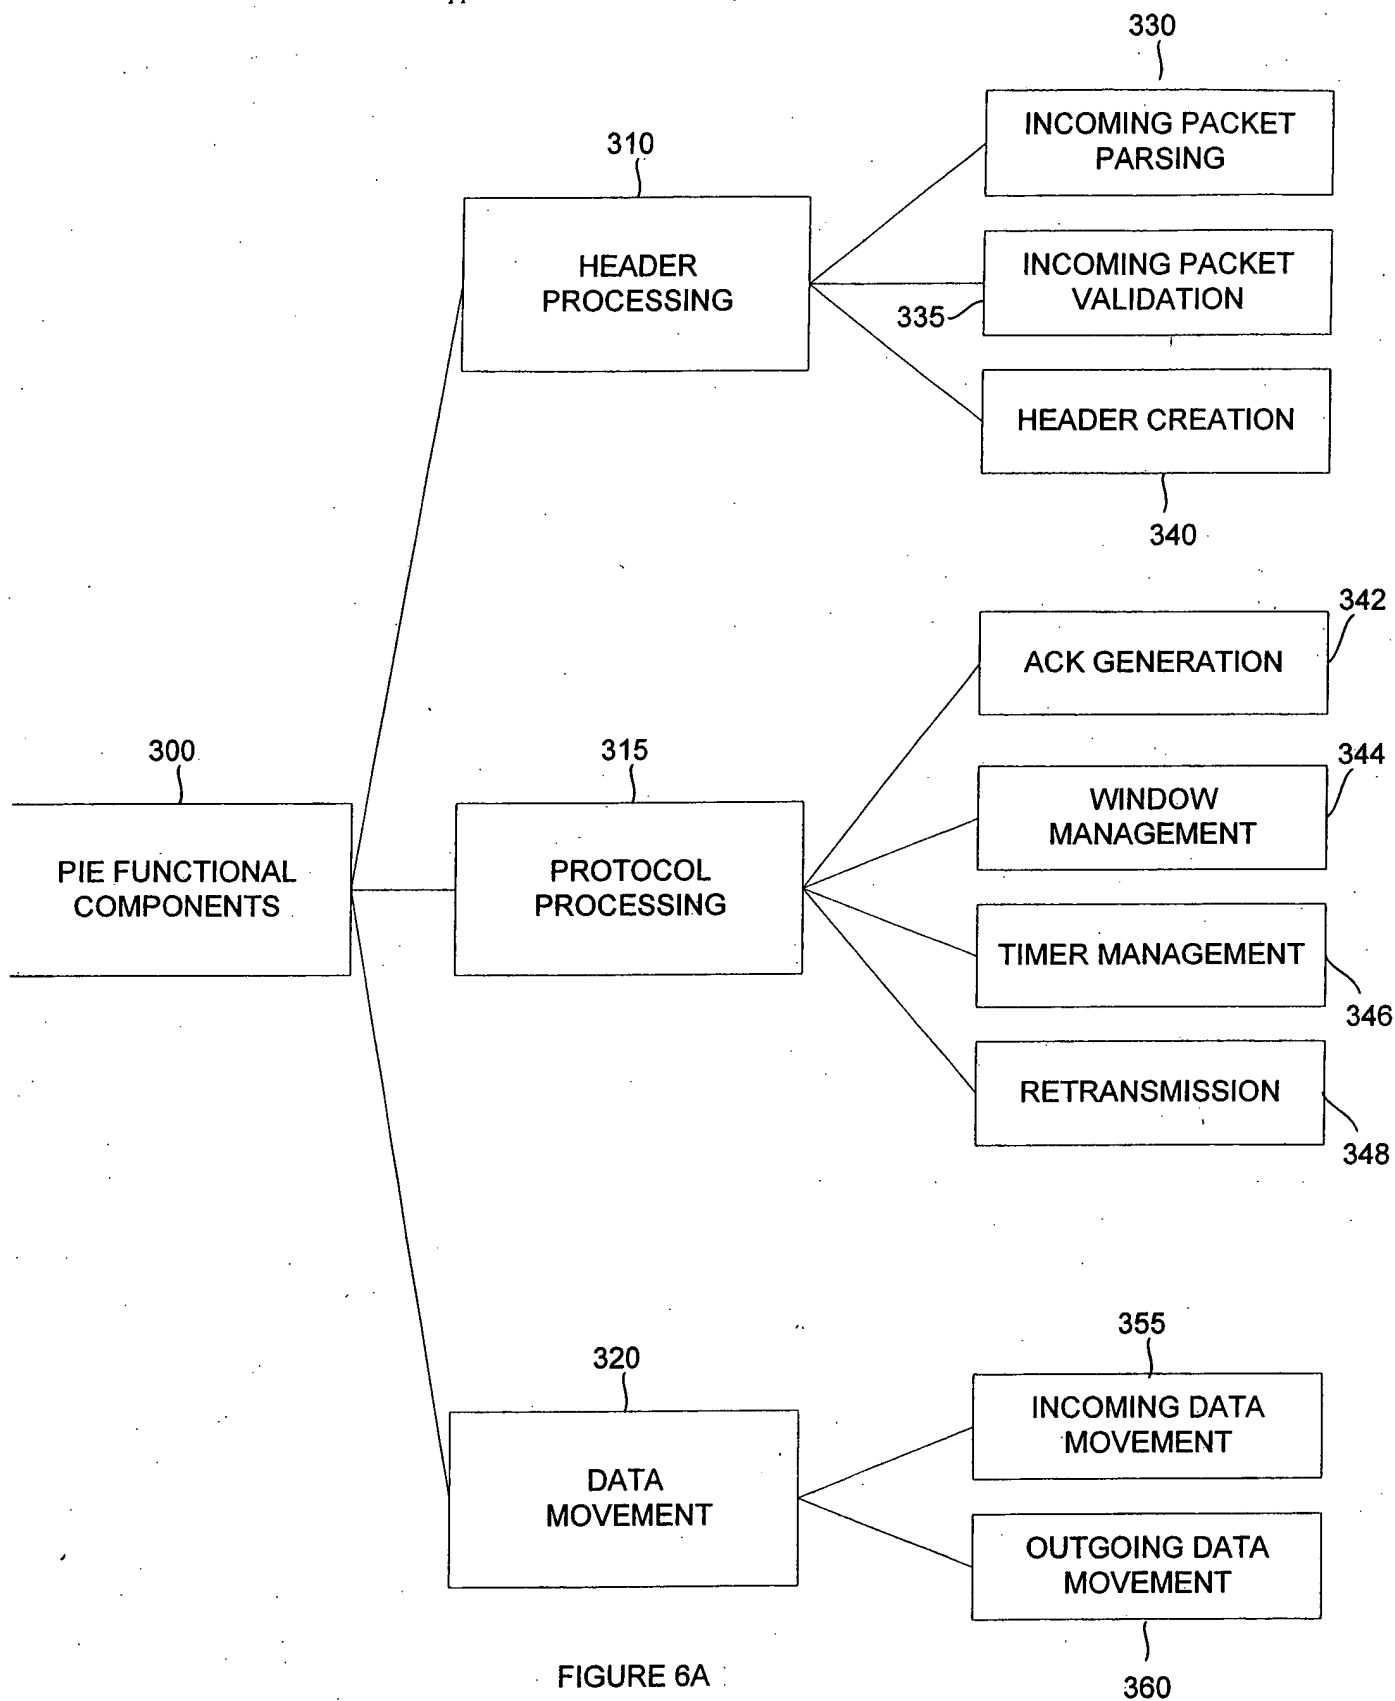 330
INCOMING PACKET
PARSING
310
HEADER
PROCESSING
INCOMING PACKET
VALIDATION
335
HEADER CREATION
340
342
ACK GENERATION
300
PIE FUNCTIONAL
COMPONENTS
315
PROTOCOL
PROCESSING
344
WINDOW
MANAGEMENT
TIMER MANAGEMENT
346
RETRANSMISSION
348
320
DATA
MOVEMENT
355
INCOMING DATA
MOVEMENT
OUTGOING DATA
MOVEMENT
360
FIGURE 6A